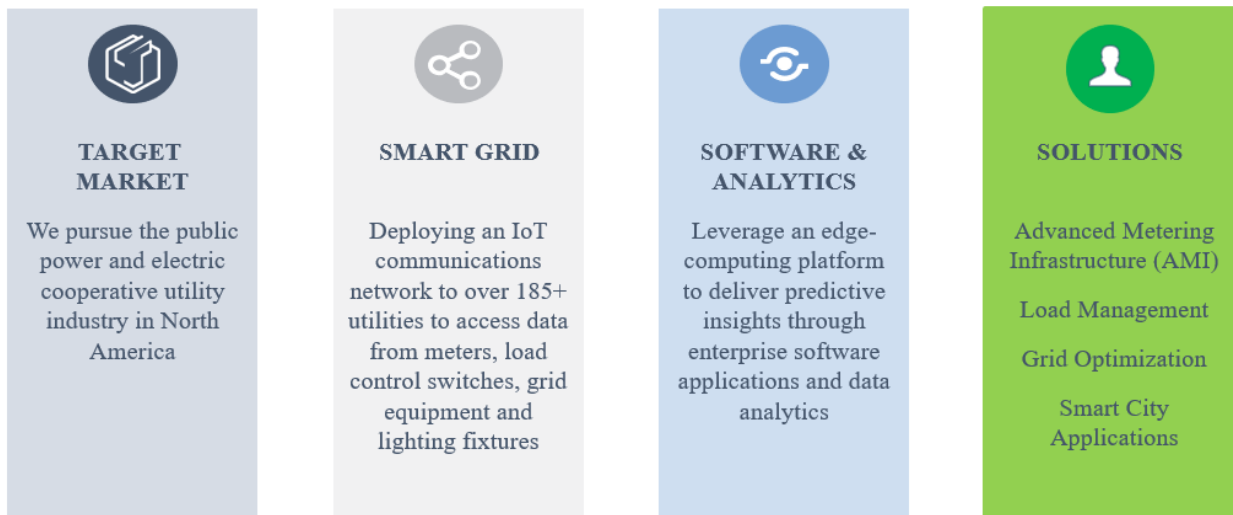 TARGET
MARKET
We pursue the public
power and electric
cooperative utility
industry in North
America
SMART GRID
Deploying an IoT
communications
network to over 185+
utilities to access data
from meters, load
control switches, grid
equipment and
lighting fixtures
SOFTWARE &
ANALYTICS
Leverage an edge-
computing platform
to deliver predictive
insights through
enterprise software
applications and data
analytics
SOLUTIONS
Advanced Metering
Infrastructure (AMI)
Load Management
Grid Optimization
Smart City
Applications